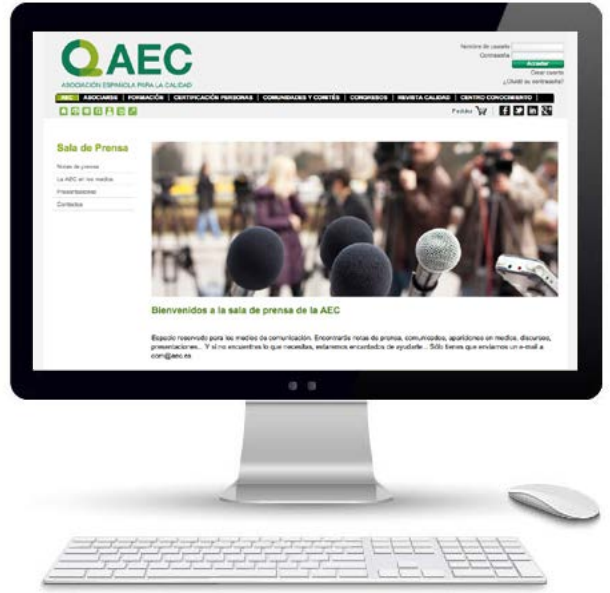 AEC
ASOCIACIÓN ESPAÑOLA PARA LA CALIDAD
Nombre de usuario
Contraseña
Acceder
Crear cuenta
¿Olvidó su contraseña?
AEC | ASOCIARSE | FORMACIÓN | CERTIFICACIÓN PERSONAS | COMUNIDADES Y COMITÉS | CONGRESOS | REVISTA CALIDAD | CENTRO CONOCIMIENTO |
Pedidos
Sala de Prensa
Notas de prensa
La AEC en los medios
Presentaciones
Contactos
Bienvenidos a la sala de prensa de la AEC
Espacio reservado para los medios de comunicación. Encontrarás notas de prensa, comunicados, apariciones en medios, discursos,
presentaciones... Y si no encuentras lo que necesitas, estaremos encantados de ayudarte... Sólo tienes que enviarnos un e-mail a
com@aec.es